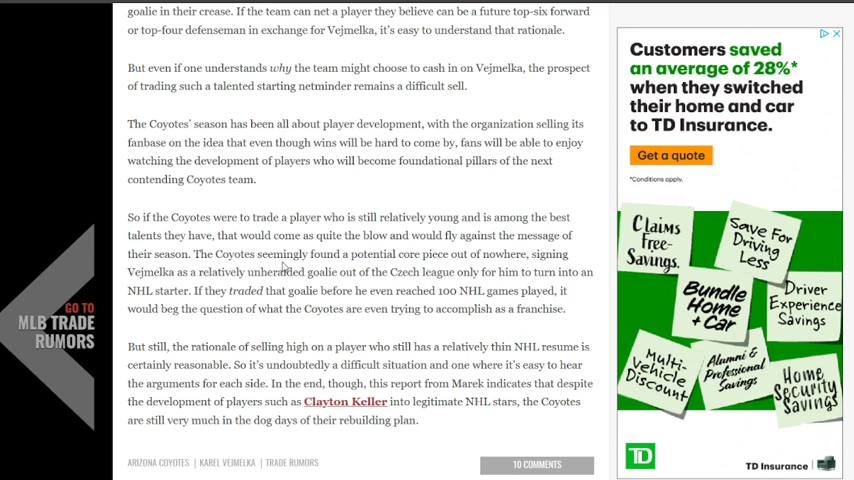 goalie in their crease. If the team can net a player they believe can be a future top-six forward
or top-four defenseman in exchange for Vejmelka, it's easy to understand that rationale.
But even if one understands why the team might choose to cash in on Vejmelka, the prospect
of trading such a talented starting netminder remains a difficult sell.
The Coyotes' season has been all about player development, with the organization selling its
fanbase on the idea that even though wins will be hard to come by, fans will be able to enjoy
watching the development of players who will become foundational pillars of the next
contending Coyotes team.
So if the Coyotes were to trade a player who is still relatively young and is among the best
talents they have, that would come as quite the blow and would fly against the message of
their season. The Coyotes seemingly found a potential core piece out of nowhere, signing
Vejmelka as a relatively unheralded goalie out of the Czech league only for him to turn into an
NHL starter. If they traded that goalie before he even reached 100 NHL games played, it
would beg the question of what the Coyotes are even trying to accomplish as a franchise.
But still, the rationale of selling high on a player who still has a relatively thin NHL resume is
certainly reasonable. So it's undoubtedly a difficult situation and one where it's easy to hear
the arguments for each side. In the end, though, this report from Marek indicates that despite
the development of players such as Clayton Keller into legitimate NHL stars, the Coyotes
are still very much in the dog days of their rebuilding plan.
ARIZONA COYOTES | KAREL VEJMELKA | TRADE RUMORS
10 COMMENTS
GO TO
MLB TRADE
RUMORS
Customers saved
an average of 28%*
when they switched
their home and car
to TD Insurance.
Get a quote
*Conditions apply.
Claims
Free-
Savings.
Save For
Driving
Less
Bundle
Home
+ Car
Driver
Experience
Savings
Multi-
Vehicle
Discount
Alumni &
Professional
Savings
Home
Security
Savings
TD
TD Insurance